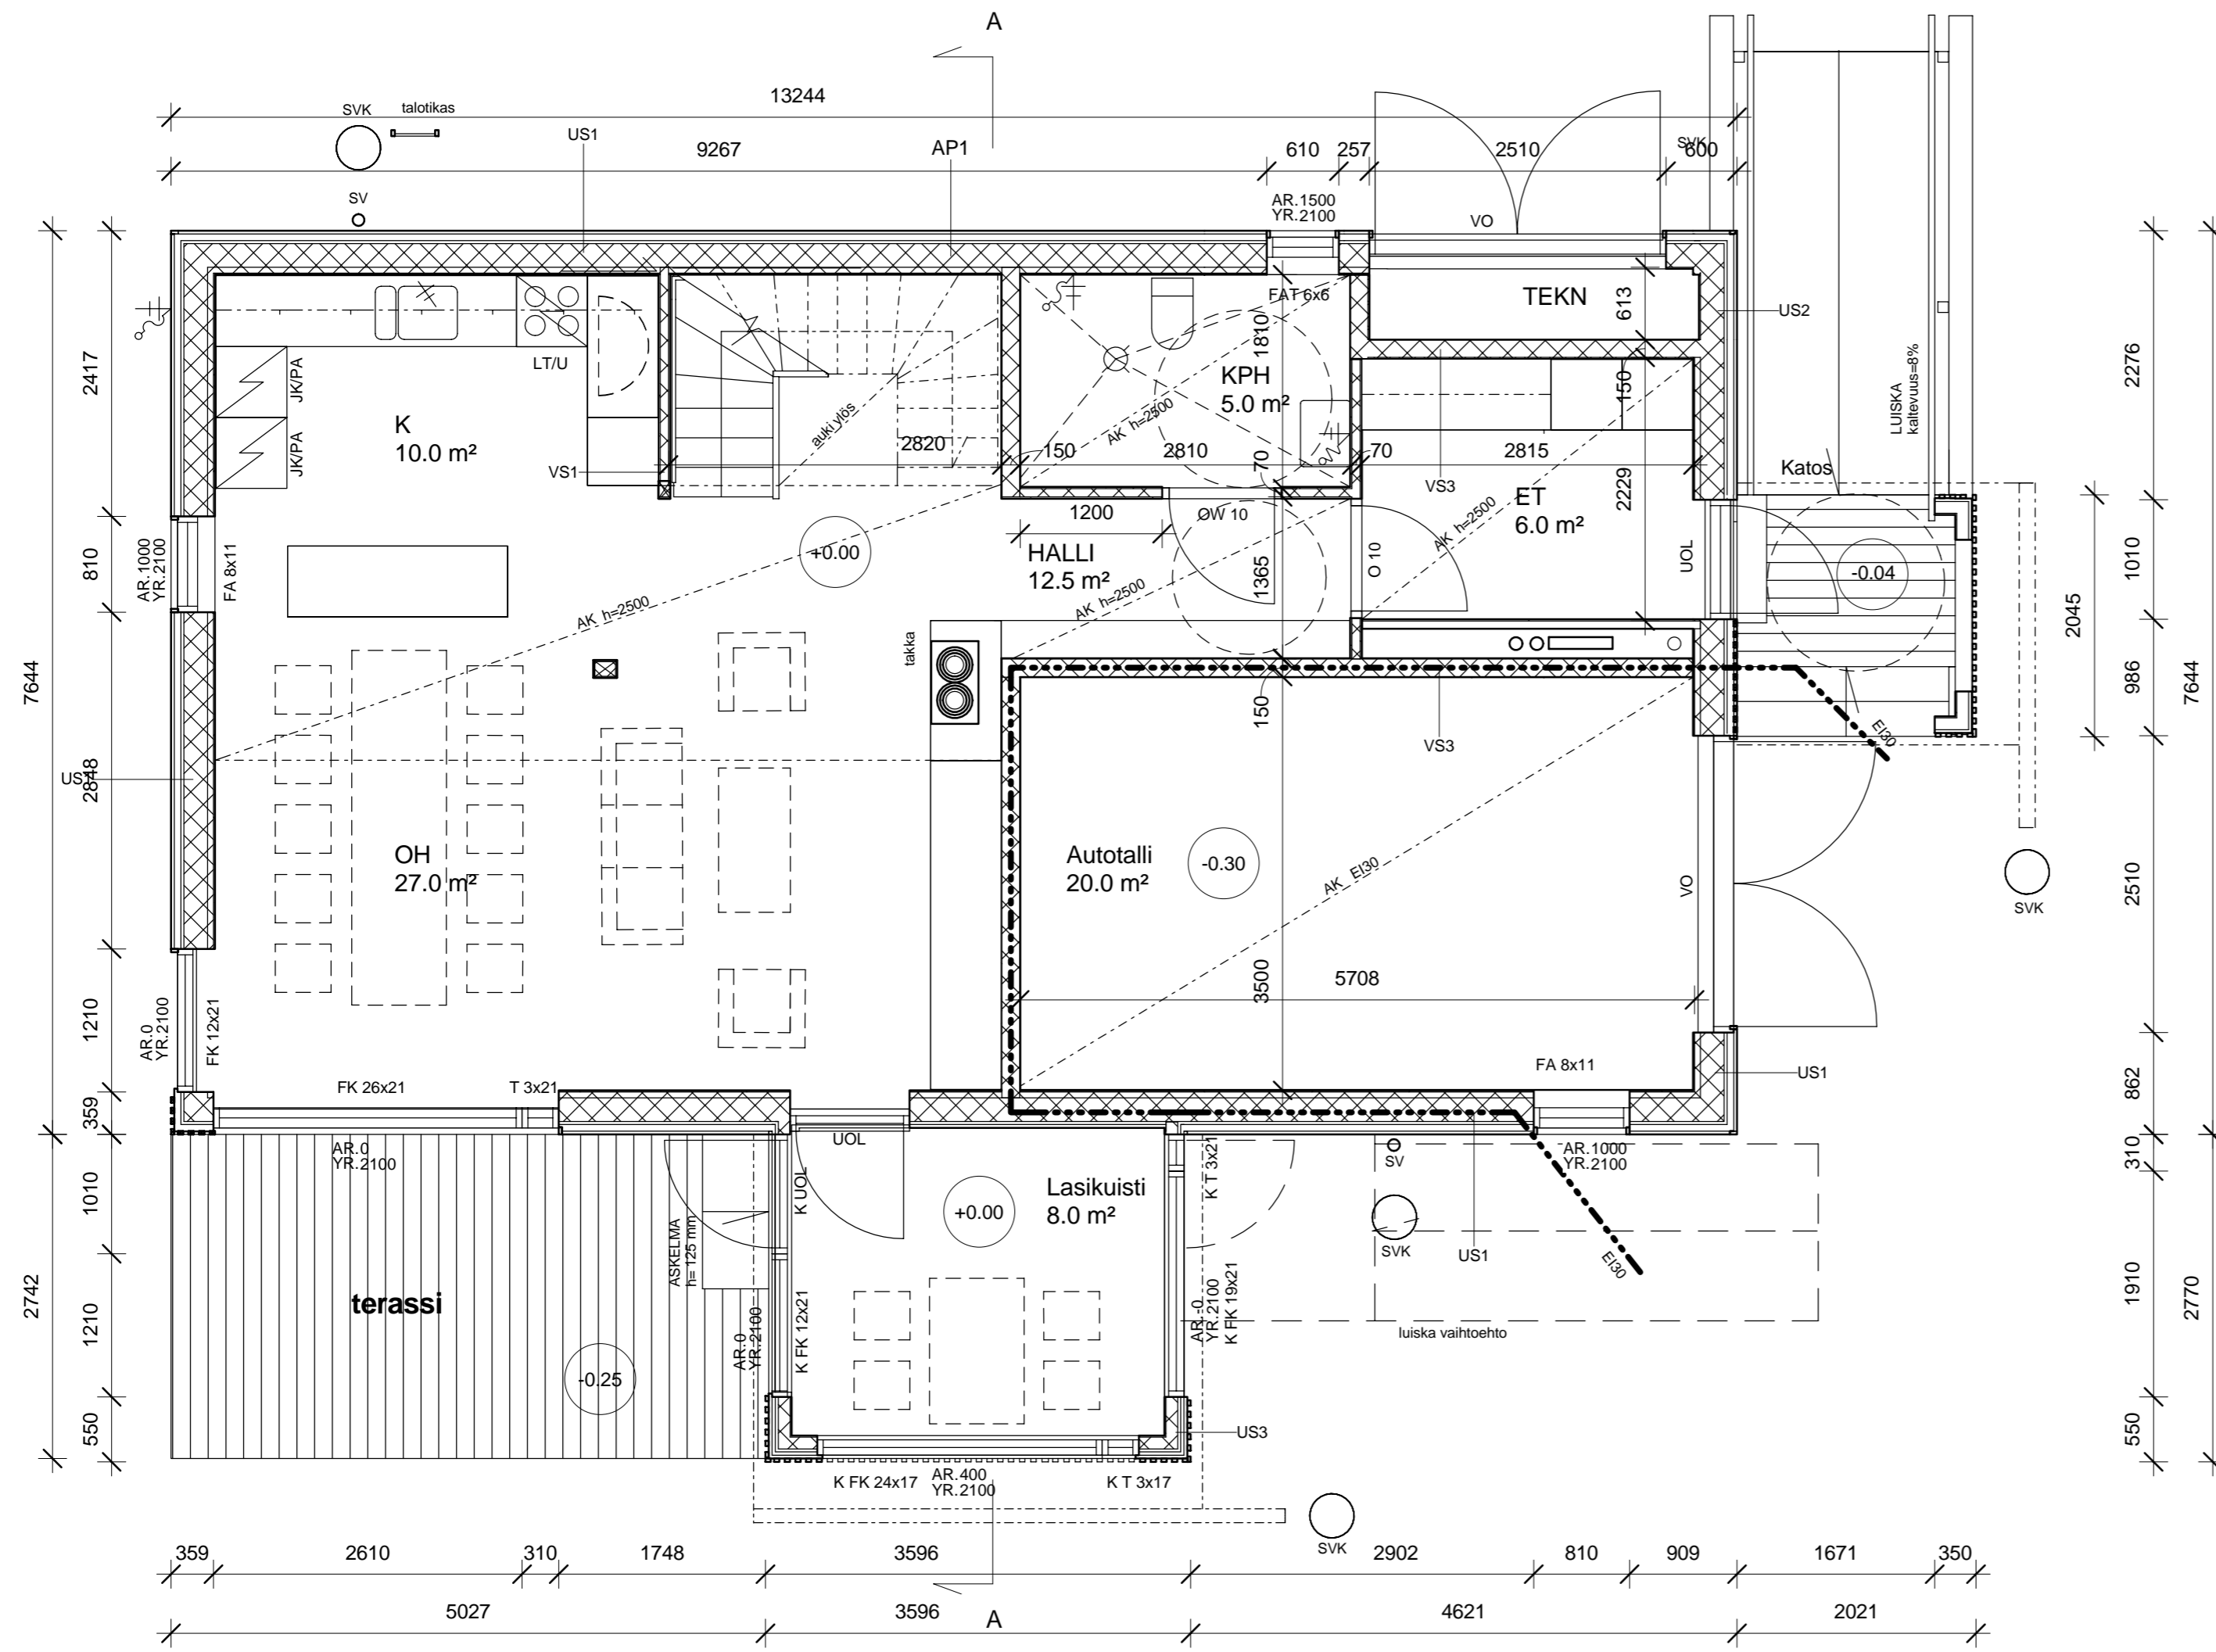 A
13244
SVK
talotikas
US1
9267
AP1
610
257
2510
SVK
600
SV
AR.1500
YR.2100
VO
FAT 6x6
TEKN
613
US2
1810
LT/U
JK/PA
JK/PA
K
10.0 m²
KPH
5.0 m²
AK h=2500
auki ylös
2820
150
2810
70
70
2815
150
VS1
VS3
2229
ET
6.0 m²
AK h=2500
Katos
LUISKA
kaltevuus=8%
2417
810
2848
1210
359
7644
1010
1210
550
2742
AR.1000
YR.2100
FA 8x11
+0.00
1200
OW 10
HALLI
12.5 m²
1365
O 10
UOL
-0.04
AK h=2500
AK h=2500
takka
150
VS3
EI30
US1
OH
27.0 m²
Autotalli
20.0 m²
-0.30
AK EI30
VO
SVK
2276
1010
986
2510
862
310
1910
550
2045
7644
2770
3500
5708
AR.0
YR.2100
FK 12x21
FK 26x21
T 3x21
FA 8x11
US1
AR.0
YR.2100
UOL
K UOL
K T 3x21
SV
AR.1000
YR.2100
Lasikuisti
8.0 m²
+0.00
ASKELMA
h= 125 mm
SVK
US1
EI30
terassi
-0.25
AR.0
YR.2100
K FK 12x21
AR. 0
YR.2100
K FK 19x21
luiska vaihtoehto
US3
K FK 24x17
AR.400
YR.2100
K T 3x17
SVK
359
2610
310
1748
3596
2902
810
909
1671
350
5027
3596
A
4621
2021